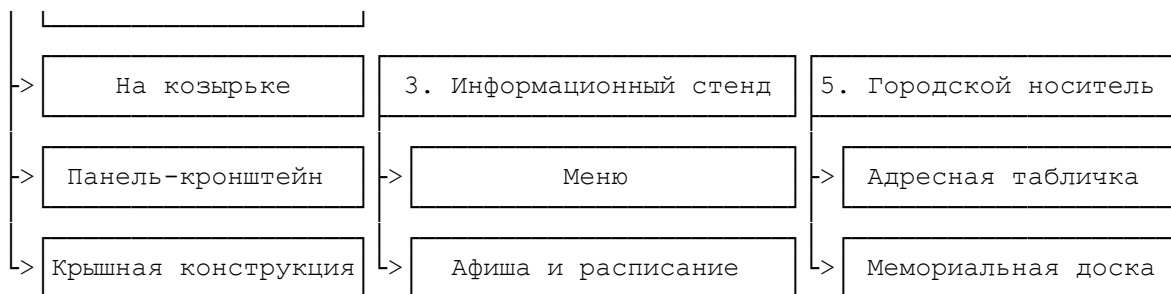 На козырьке
3. Информационный стенд
5. Городской носитель
Панель-кронштейн
Меню
Адресная табличка
Крышная конструкция
Афиша и расписание
Мемориальная доска